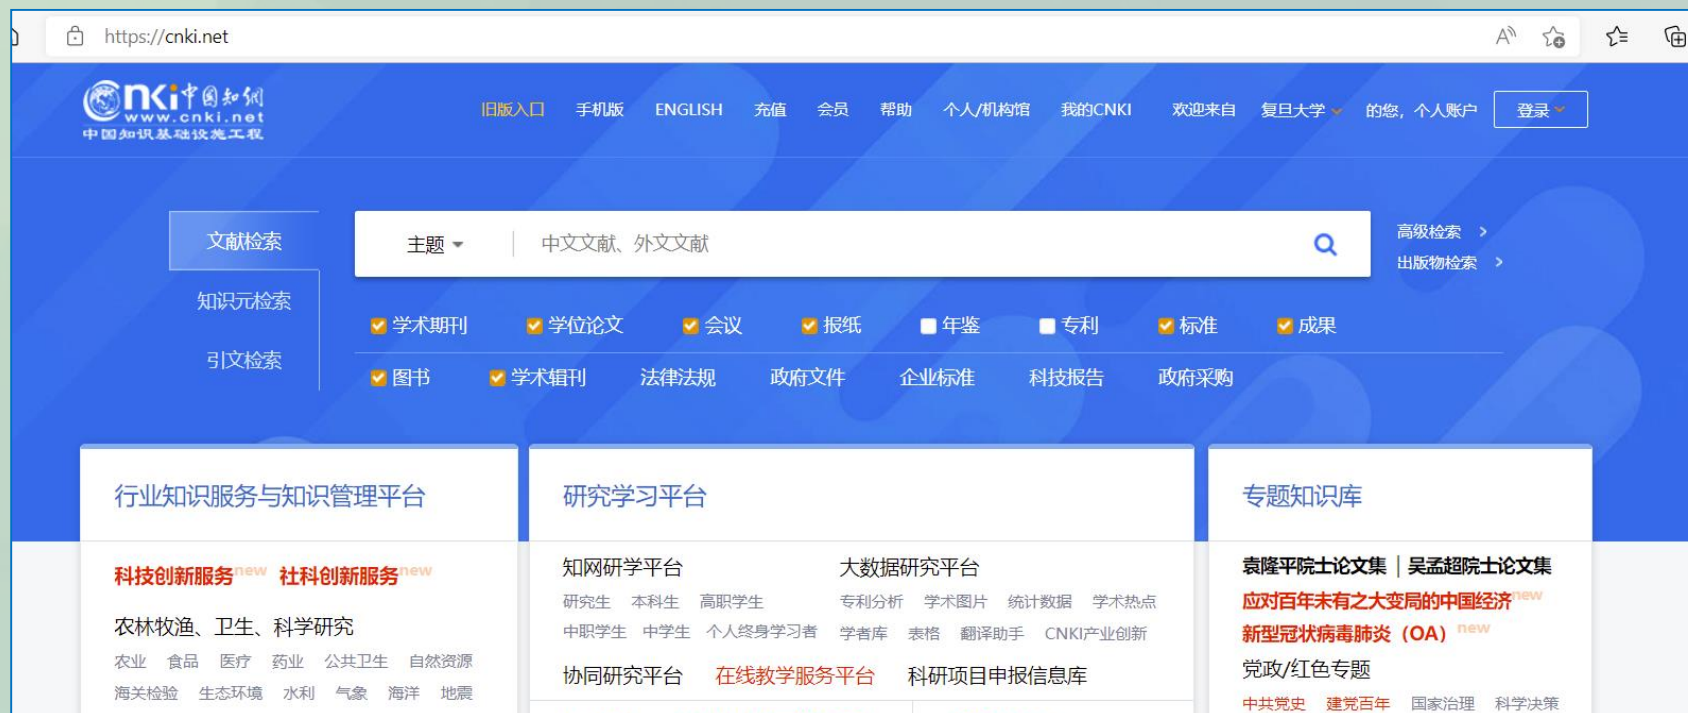 https://cnki.net
cnki中国知网
www.cnki.net
中国知识基础设施工程
旧版入口 手机版 ENGLISH 充值 会员 帮助 个人/机构馆 我的CNKI 欢迎来自 复旦大学 的您，个人账户 登录
文献检索
主题 中文文献、外文文献
高级检索 >
出版物检索 >
知识元检索
引文检索
学术期刊 学位论文 会议 报纸 年鉴 专利 标准 成果
图书 学术辑刊 法律法规 政府文件 企业标准 科技报告 政府采购
行业知识服务与知识管理平台
科技创新服务new 社科创新服务new
农林牧渔、卫生、科学研究
农业 食品 医疗 药业 公共卫生 自然资源
海关检验 生态环境 水利 气象 海洋 地震
研究学习平台
知网研学平台
研究生 本科生 高职学生
中职学生 中学生 个人终身学习者
大数据研究平台
专利分析 学术图片 统计数据 学术热点
学者库 表格 翻译助手 CNKI产业创新
协同研究平台 在线教学服务平台 科研项目申报信息库
专题知识库
袁隆平院士论文集 | 吴孟超院士论文集
应对百年未有之大变局的中国经济new
新型冠状病毒肺炎（OA）new
党政/红色专题
中共党史 建党百年 国家治理 科学决策